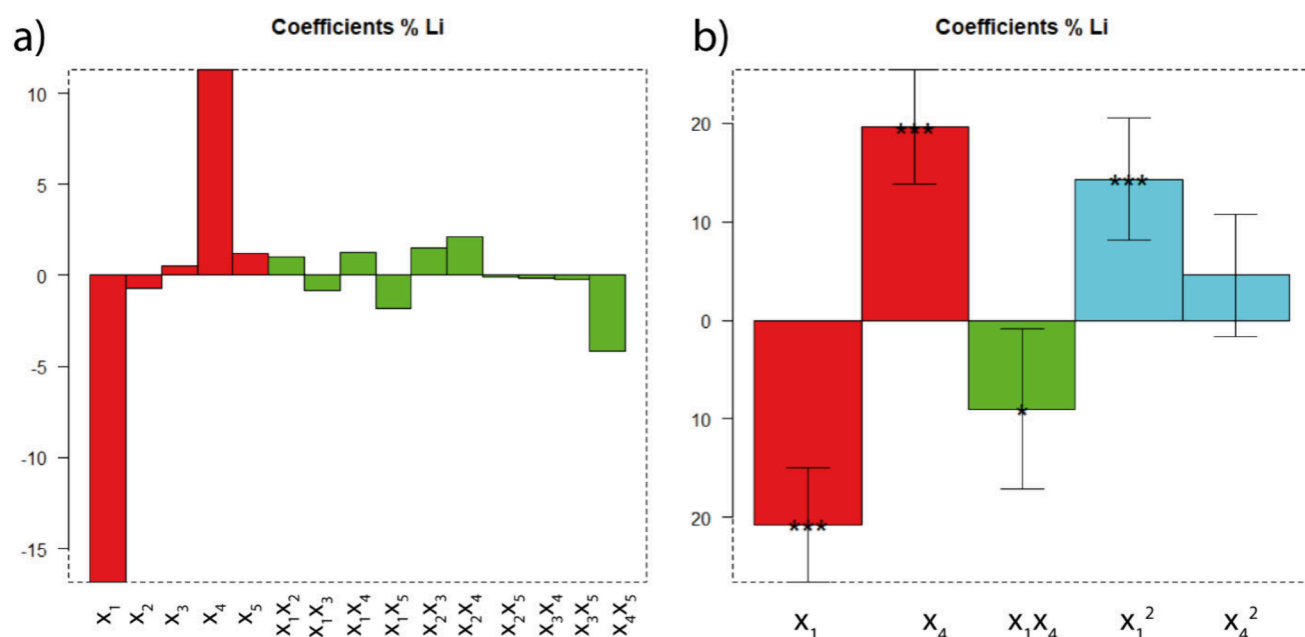 a)
Coefficients % Li
10
5
0
-5
-10
-15
X₁
X₂
X₃
X₄
X₅
X₁X₂
X₁X₃
X₁X₄
X₁X₅
X₂X₃
X₂X₄
X₂X₅
X₃X₄
X₃X₅
X₄X₅
b)
Coefficients % Li
20
10
0
10
20
***
***
*
***
X₁
X₄
X₁X₄
X₁²
X₄²